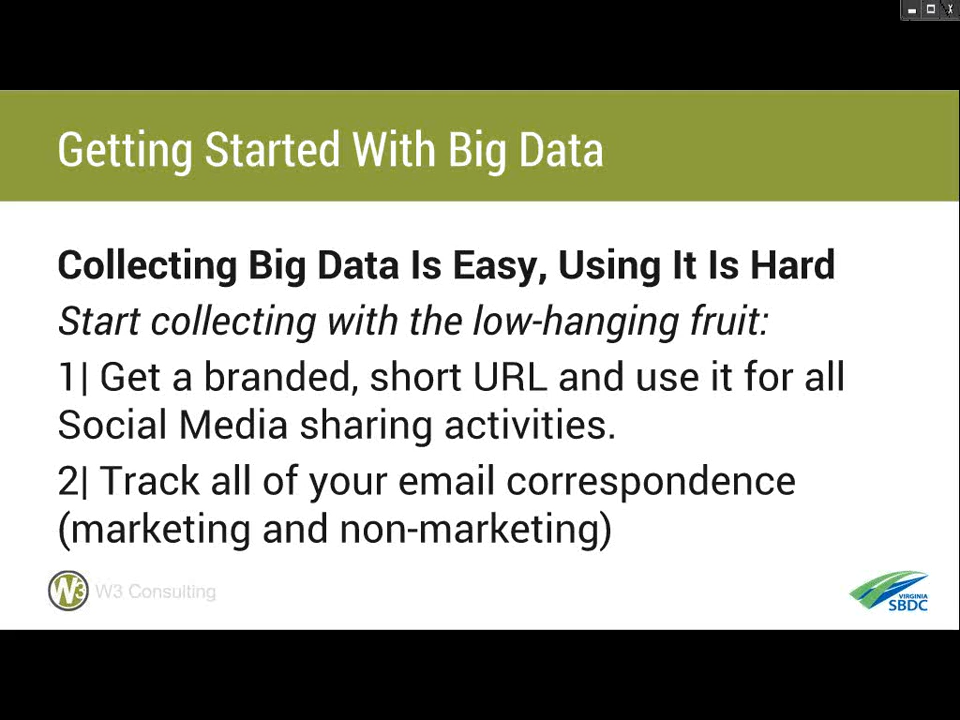 Getting Started With Big Data
Collecting Big Data Is Easy, Using It Is Hard
Start collecting with the low-hanging fruit:
1| Get a branded, short URL and use it for all
Social Media sharing activities.
2| Track all of your email correspondence
(marketing and non-marketing)
W3 W3 Consulting
VIRGINIA
SBDC